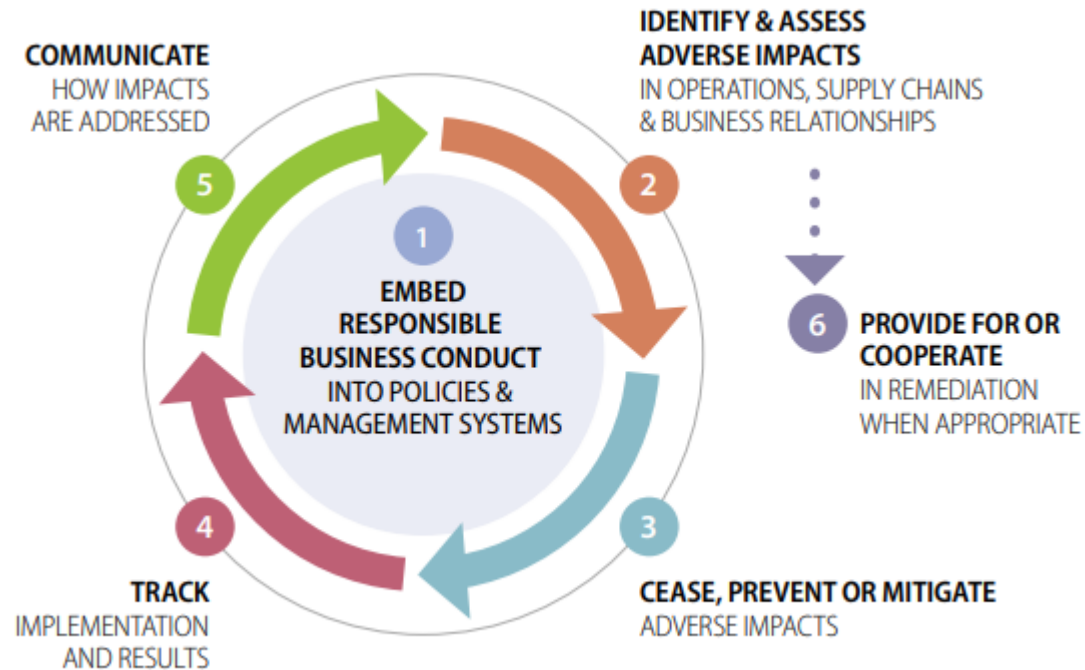 COMMUNICATE
HOW IMPACTS
ARE ADDRESSED
5
IDENTIFY & ASSESS
ADVERSE IMPACTS
IN OPERATIONS, SUPPLY CHAINS
& BUSINESS RELATIONSHIPS
2
1
EMBED
RESPONSIBLE
BUSINESS CONDUCT
INTO POLICIES &
MANAGEMENT SYSTEMS
6
PROVIDE FOR OR
COOPERATE
IN REMEDIATION
WHEN APPROPRIATE
4
TRACK
IMPLEMENTATION
AND RESULTS
3
CEASE, PREVENT OR MITIGATE
ADVERSE IMPACTS